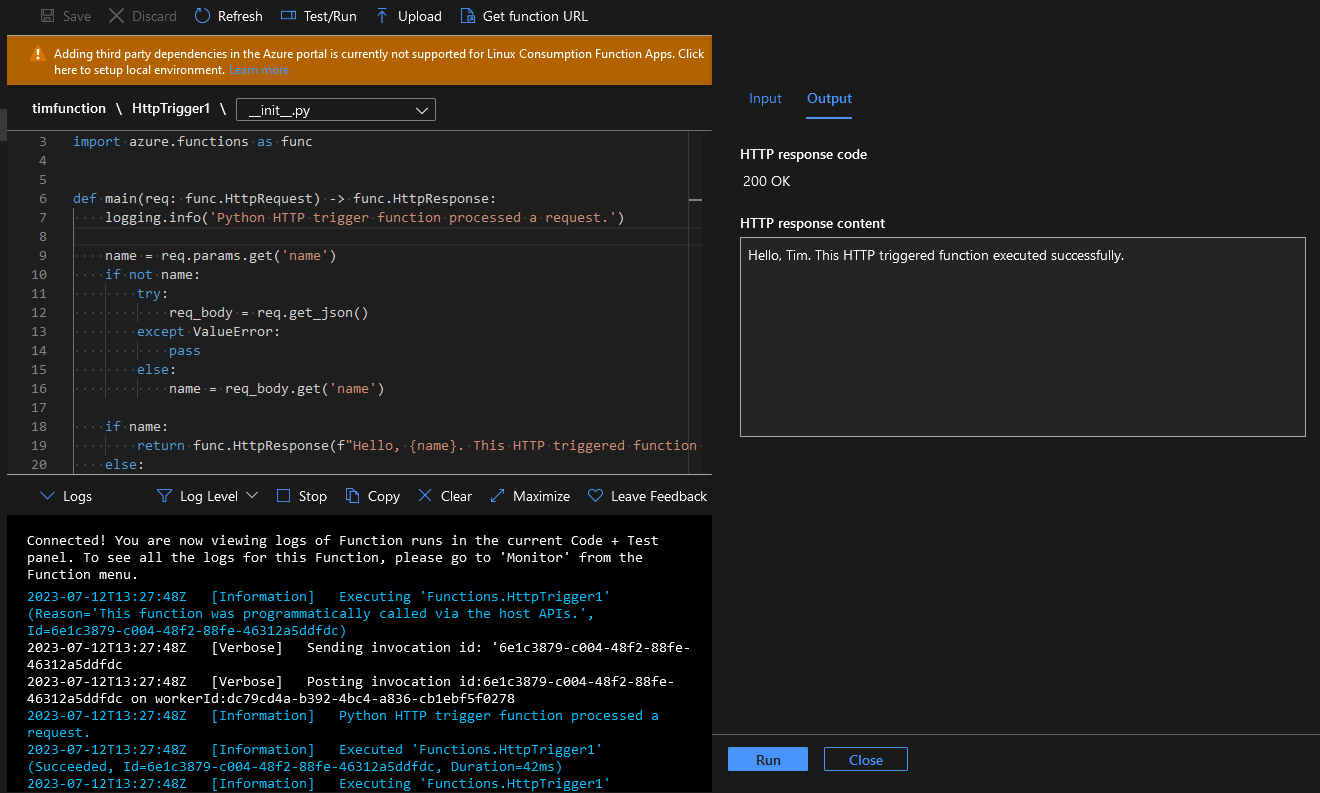 Save Discard Refresh Test/Run Upload Get function URL
Adding third party dependencies in the Azure portal is currently not supported for Linux Consumption Function Apps. Click
here to setup local environment. Learn more
timfunction \ HttpTrigger1 \ __init__.py
3 import azure.functions as func
4
5
6 def main(req: func.HttpRequest) -> func.HttpResponse:
7 logging.info('Python HTTP trigger function processed a request.')
8
9 name = req.params.get('name')
10 if not name:
11 try:
12 req_body = req.get_json()
13 except ValueError:
14 pass
15 else:
16 name = req_body.get('name')
17
18 if name:
19 return func.HttpResponse(f"Hello, {name}. This HTTP triggered function
20 else:
Logs Log Level Stop Copy Clear Maximize Leave Feedback
Connected! You are now viewing logs of Function runs in the current Code + Test
panel. To see all the logs for this Function, please go to 'Monitor' from the
Function menu.
2023-07-12T13:27:48Z [Information] Executing 'Functions.HttpTrigger1'
(Reason='This function was programmatically called via the host APIs.',
Id=6e1c3879-c004-48f2-88fe-46312a5ddfdc)
2023-07-12T13:27:48Z [Verbose] Sending invocation id: '6e1c3879-c004-48f2-88fe-
46312a5ddfdc
2023-07-12T13:27:48Z [Verbose] Posting invocation id:6e1c3879-c004-48f2-88fe-
46312a5ddfdc on workerId:dc79cd4a-b392-4bc4-a836-cb1ebf5f0278
2023-07-12T13:27:48Z [Information] Python HTTP trigger function processed a
request.
2023-07-12T13:27:48Z [Information] Executed 'Functions.HttpTrigger1'
(Succeeded, Id=6e1c3879-c004-48f2-88fe-46312a5ddfdc, Duration=42ms)
2023-07-12T13:27:48Z [Information] Executing 'Functions.HttpTrigger1'
Input Output
HTTP response code
200 OK
HTTP response content
Hello, Tim. This HTTP triggered function executed successfully.
Run Close